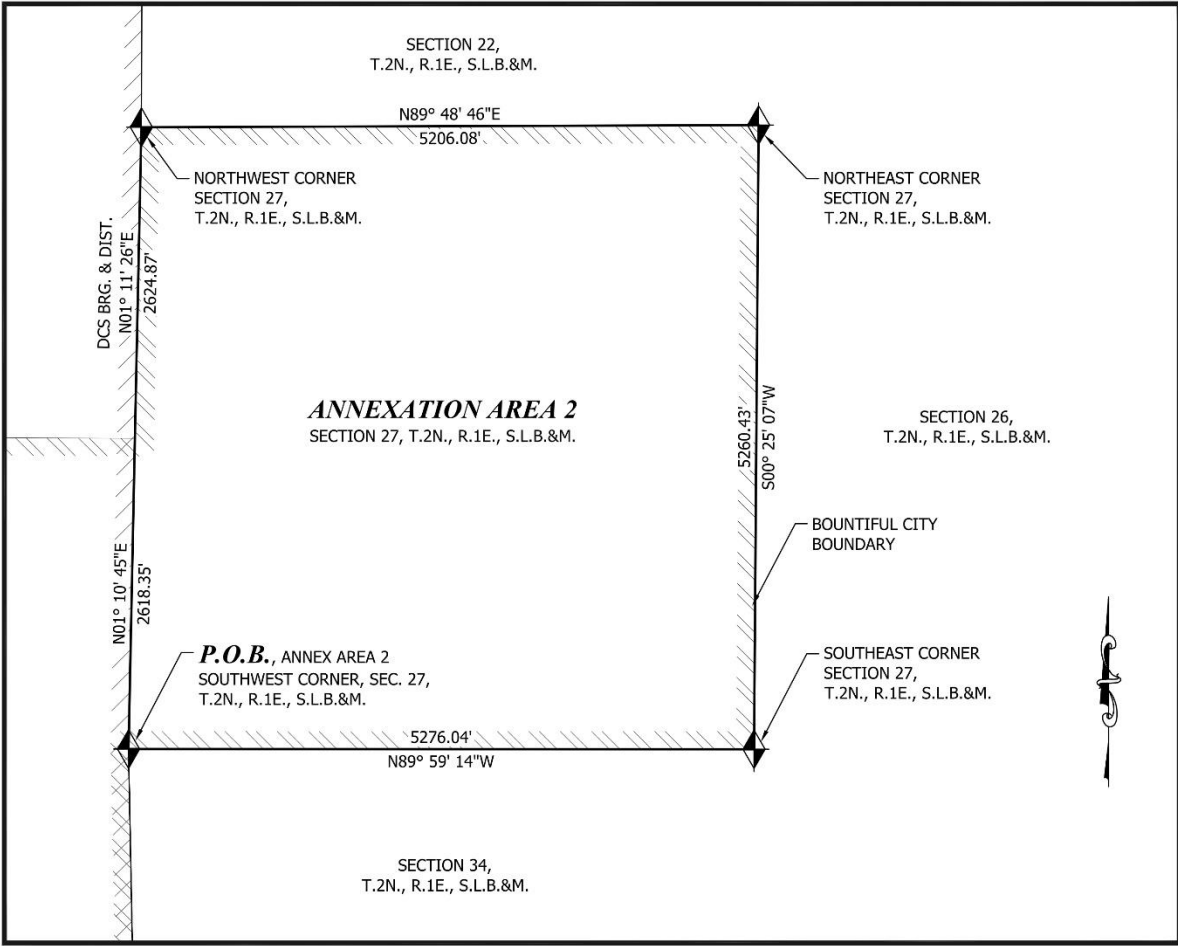 SECTION 22,
T.2N., R.1E., S.L.B.&M.
N89° 48' 46"E
5206.08'
NORTHWEST CORNER
SECTION 27,
T.2N., R.1E., S.L.B.&M.
NORTHEAST CORNER
SECTION 27,
T.2N., R.1E., S.L.B.&M.
DCS BRG. & DIST.
N01° 11' 26"E
2624.87'
ANNEXATION AREA 2
SECTION 27, T.2N., R.1E., S.L.B.&M.
5260.43'
S00° 25' 07"W
SECTION 26,
T.2N., R.1E., S.L.B.&M.
BOUNTIFUL CITY
BOUNDARY
N01° 10' 45"E
2618.35'
P.O.B., ANNEX AREA 2
SOUTHWEST CORNER, SEC. 27,
T.2N., R.1E., S.L.B.&M.
SOUTHEAST CORNER
SECTION 27,
T.2N., R.1E., S.L.B.&M.
5276.04'
N89° 59' 14"W
SECTION 34,
T.2N., R.1E., S.L.B.&M.